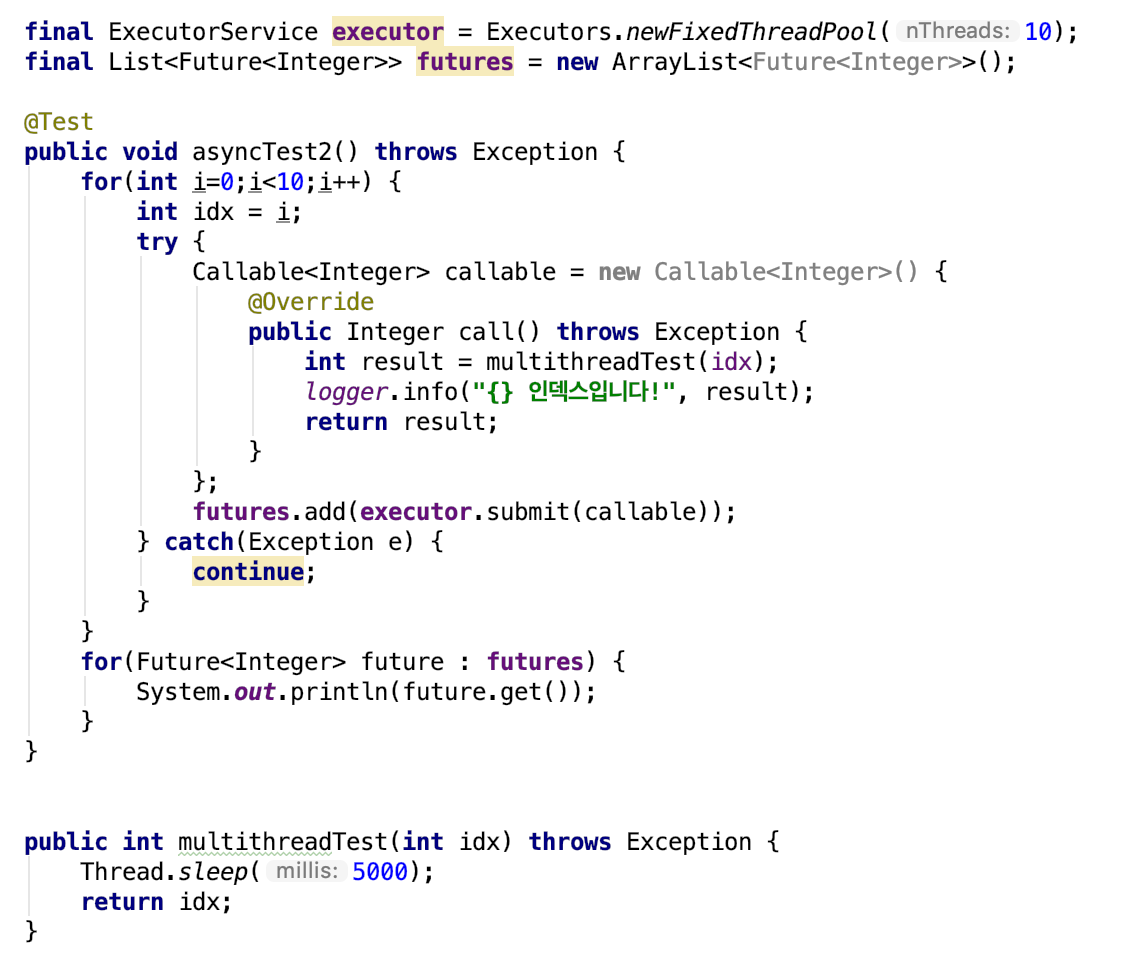 final ExecutorService executor = Executors.newFixedThreadPool( nThreads: 10);
final List<Future<Integer>> futures = new ArrayList<Future<Integer>>();
@Test
public void asyncTest2() throws Exception {
for(int i=0;i<10;i++) {
int idx = i;
try {
Callable<Integer> callable = new Callable<Integer>() {
@Override
public Integer call() throws Exception {
int result = multithreadTest(idx);
logger.info("{} 인덱스입니다!", result);
return result;
}
};
futures.add(executor.submit(callable));
} catch(Exception e) {
continue;
}
}
for(Future<Integer> future : futures) {
System.out.println(future.get());
}
}
public int multithreadTest(int idx) throws Exception {
Thread.sleep( millis: 5000);
return idx;
}